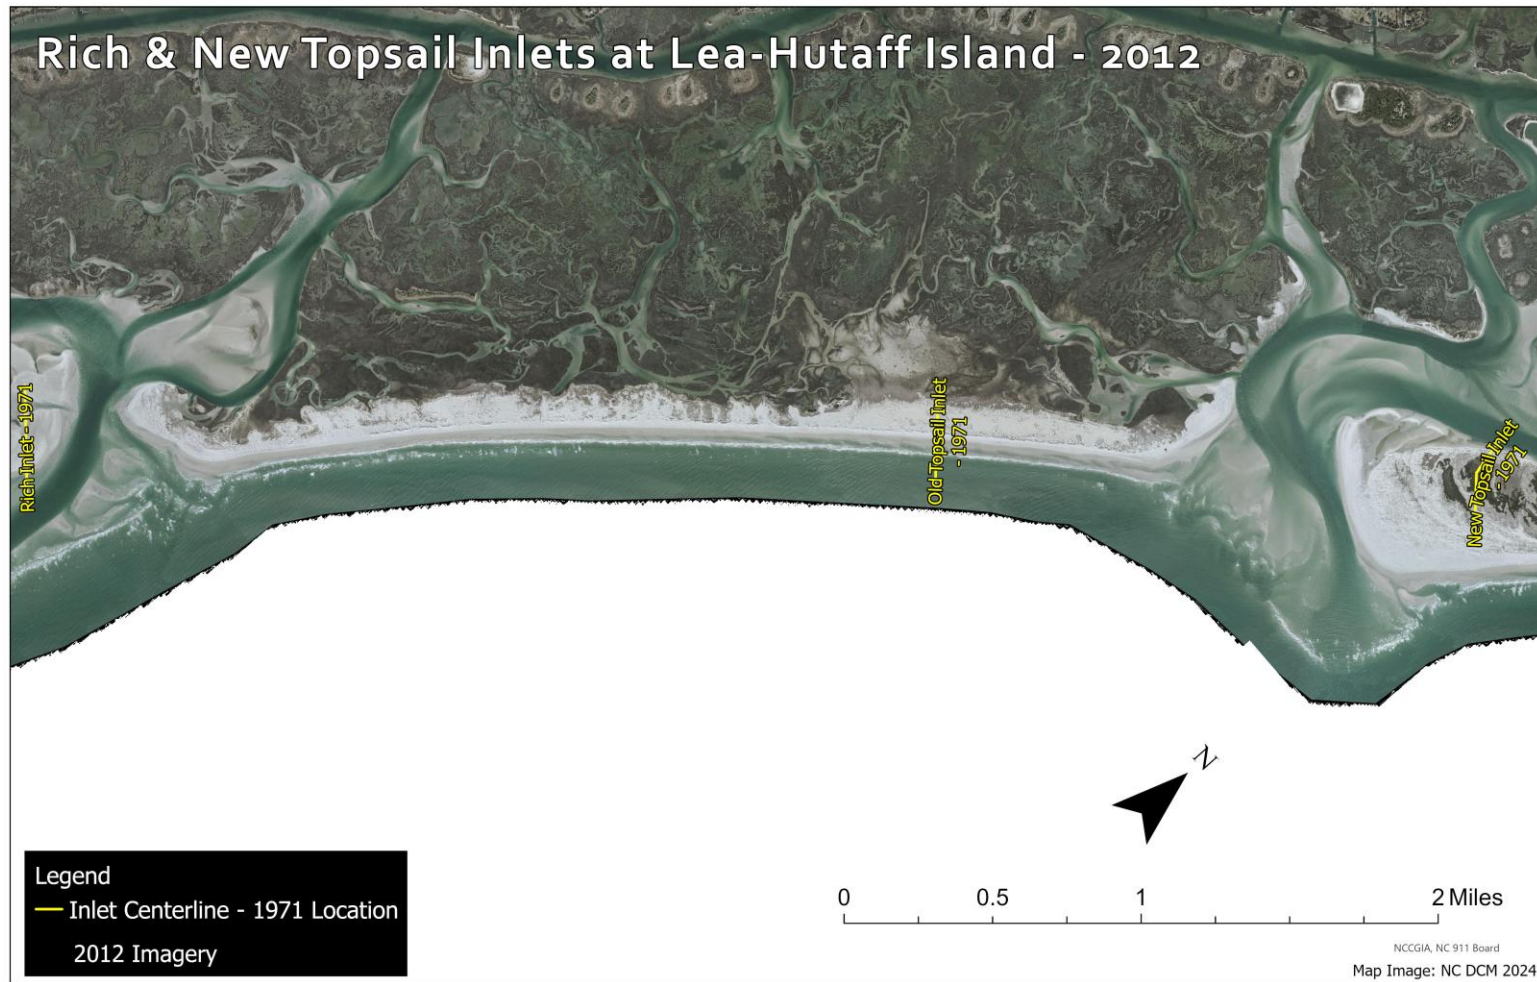 Rich & New Topsail Inlets at Lea-Hutaff Island - 2012
Rich Inlet - 1971
Old Topsail Inlet
- 1971
New Topsail Inlet
- 1971
N
Legend
Inlet Centerline - 1971 Location
2012 Imagery
0 0.5 1 2 Miles
NCCGIA, NC 911 Board
Map Image: NC DCM 2024